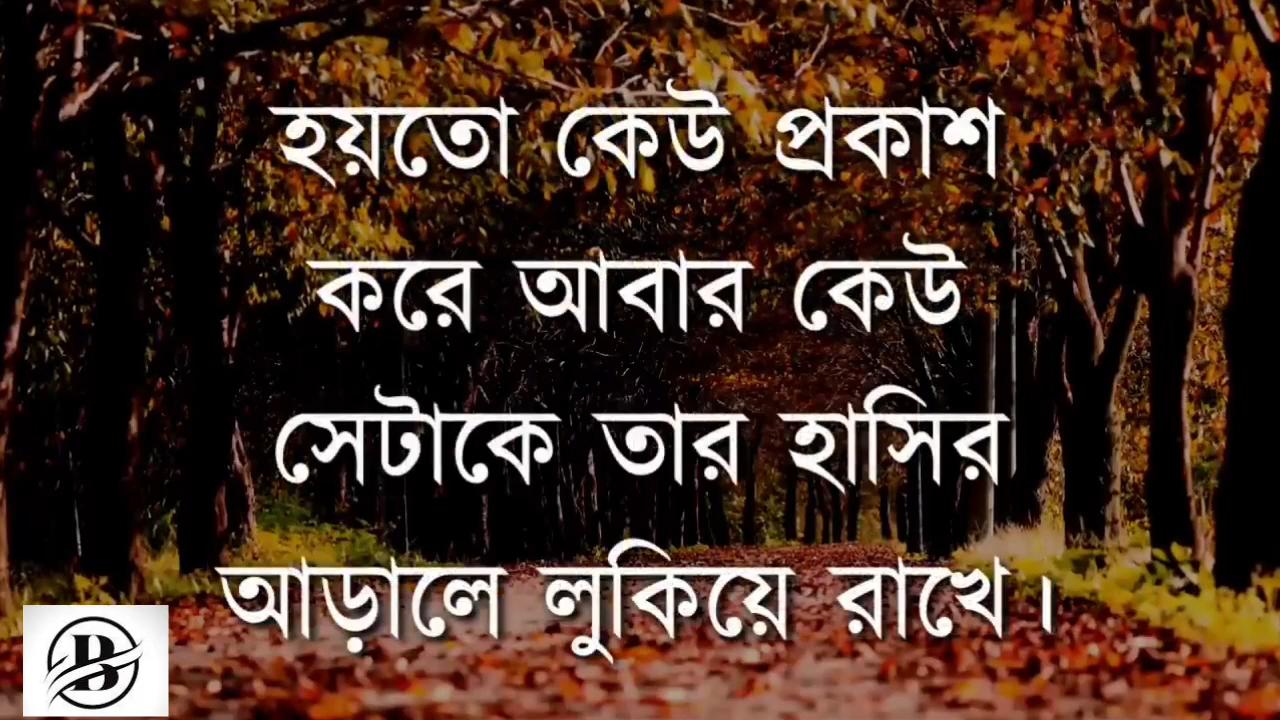 হয়তো কেউ প্রকাশ
করে আবার কেউ
সেটাকে তার হাসির
আড়ালে লুকিয়ে রাখে।
B